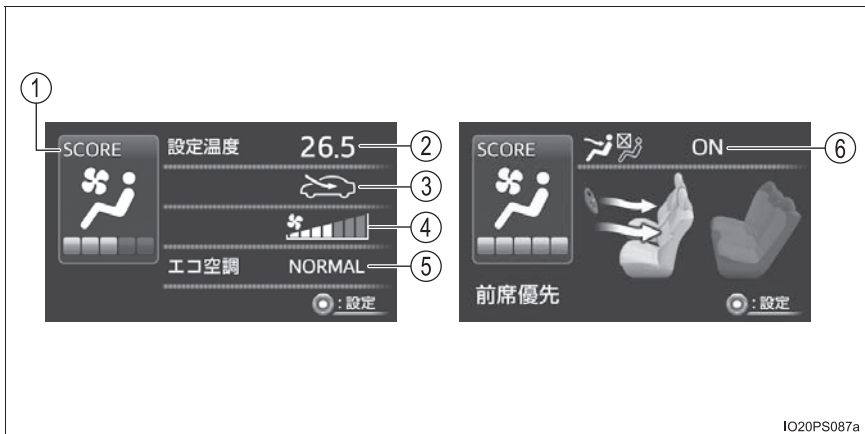 ①
SCORE
設定温度 26.5 ②
③
④
エコ空調 NORMAL ⑤
：設定
SCORE
ON ⑥
前席優先
：設定
IO20PS087a